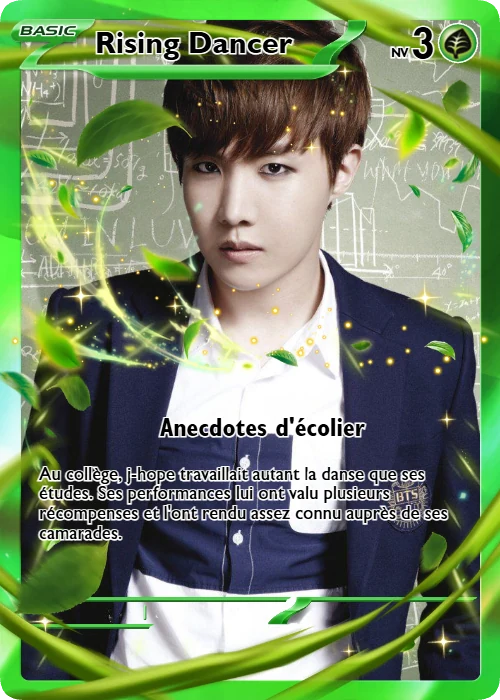 BASIC
Rising Dancer
NV 3
Anecdotes d'écolier
Au collège, j-hope travaillait autant la danse que ses
études. Ses performances lui ont valu plusieurs
récompenses et l'ont rendu assez connu auprès de ses
camarades.
BTS